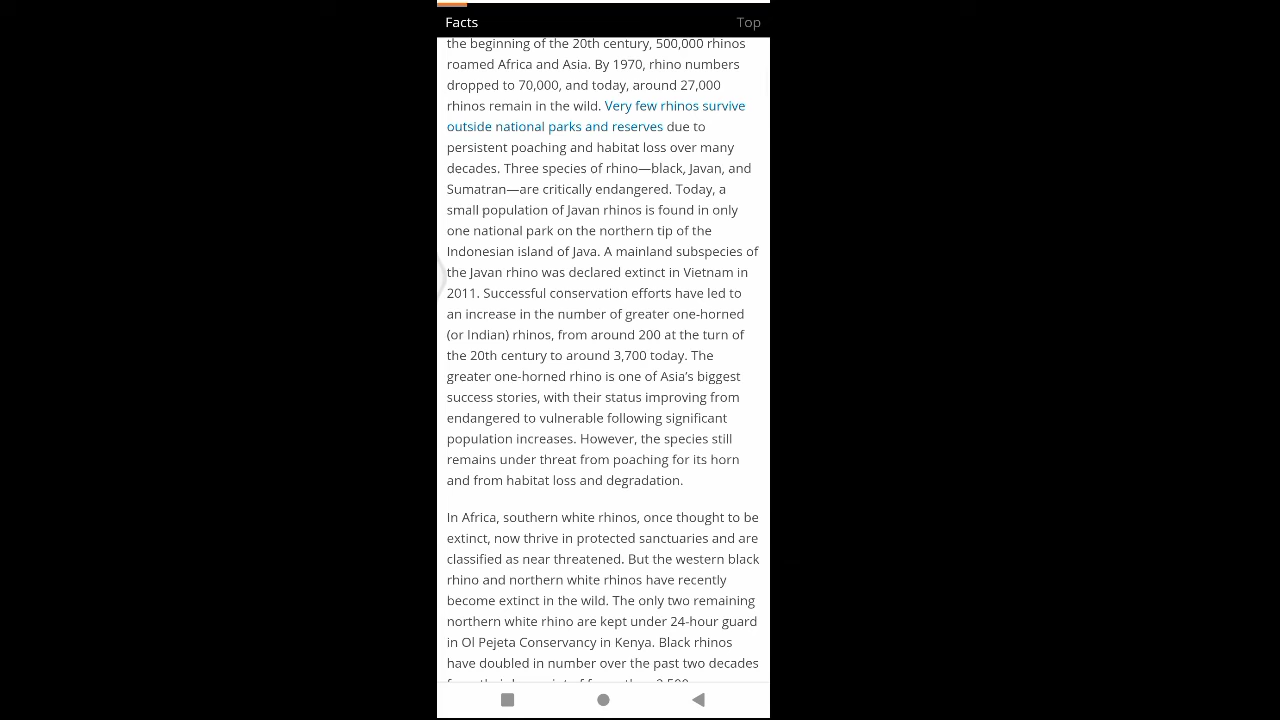 Facts
Top
the beginning of the 20th century, 500,000 rhinos
roamed Africa and Asia. By 1970, rhino numbers
dropped to 70,000, and today, around 27,000
rhinos remain in the wild. Very few rhinos survive
outside national parks and reserves due to
persistent poaching and habitat loss over many
decades. Three species of rhino—black, Javan, and
Sumatran—are critically endangered. Today, a
small population of Javan rhinos is found in only
one national park on the northern tip of the
Indonesian island of Java. A mainland subspecies of
the Javan rhino was declared extinct in Vietnam in
2011. Successful conservation efforts have led to
an increase in the number of greater one-horned
(or Indian) rhinos, from around 200 at the turn of
the 20th century to around 3,700 today. The
greater one-horned rhino is one of Asia’s biggest
success stories, with their status improving from
endangered to vulnerable following significant
population increases. However, the species still
remains under threat from poaching for its horn
and from habitat loss and degradation.
In Africa, southern white rhinos, once thought to be
extinct, now thrive in protected sanctuaries and are
classified as near threatened. But the western black
rhino and northern white rhinos have recently
become extinct in the wild. The only two remaining
northern white rhino are kept under 24-hour guard
in Ol Pejeta Conservancy in Kenya. Black rhinos
have doubled in number over the past two decades